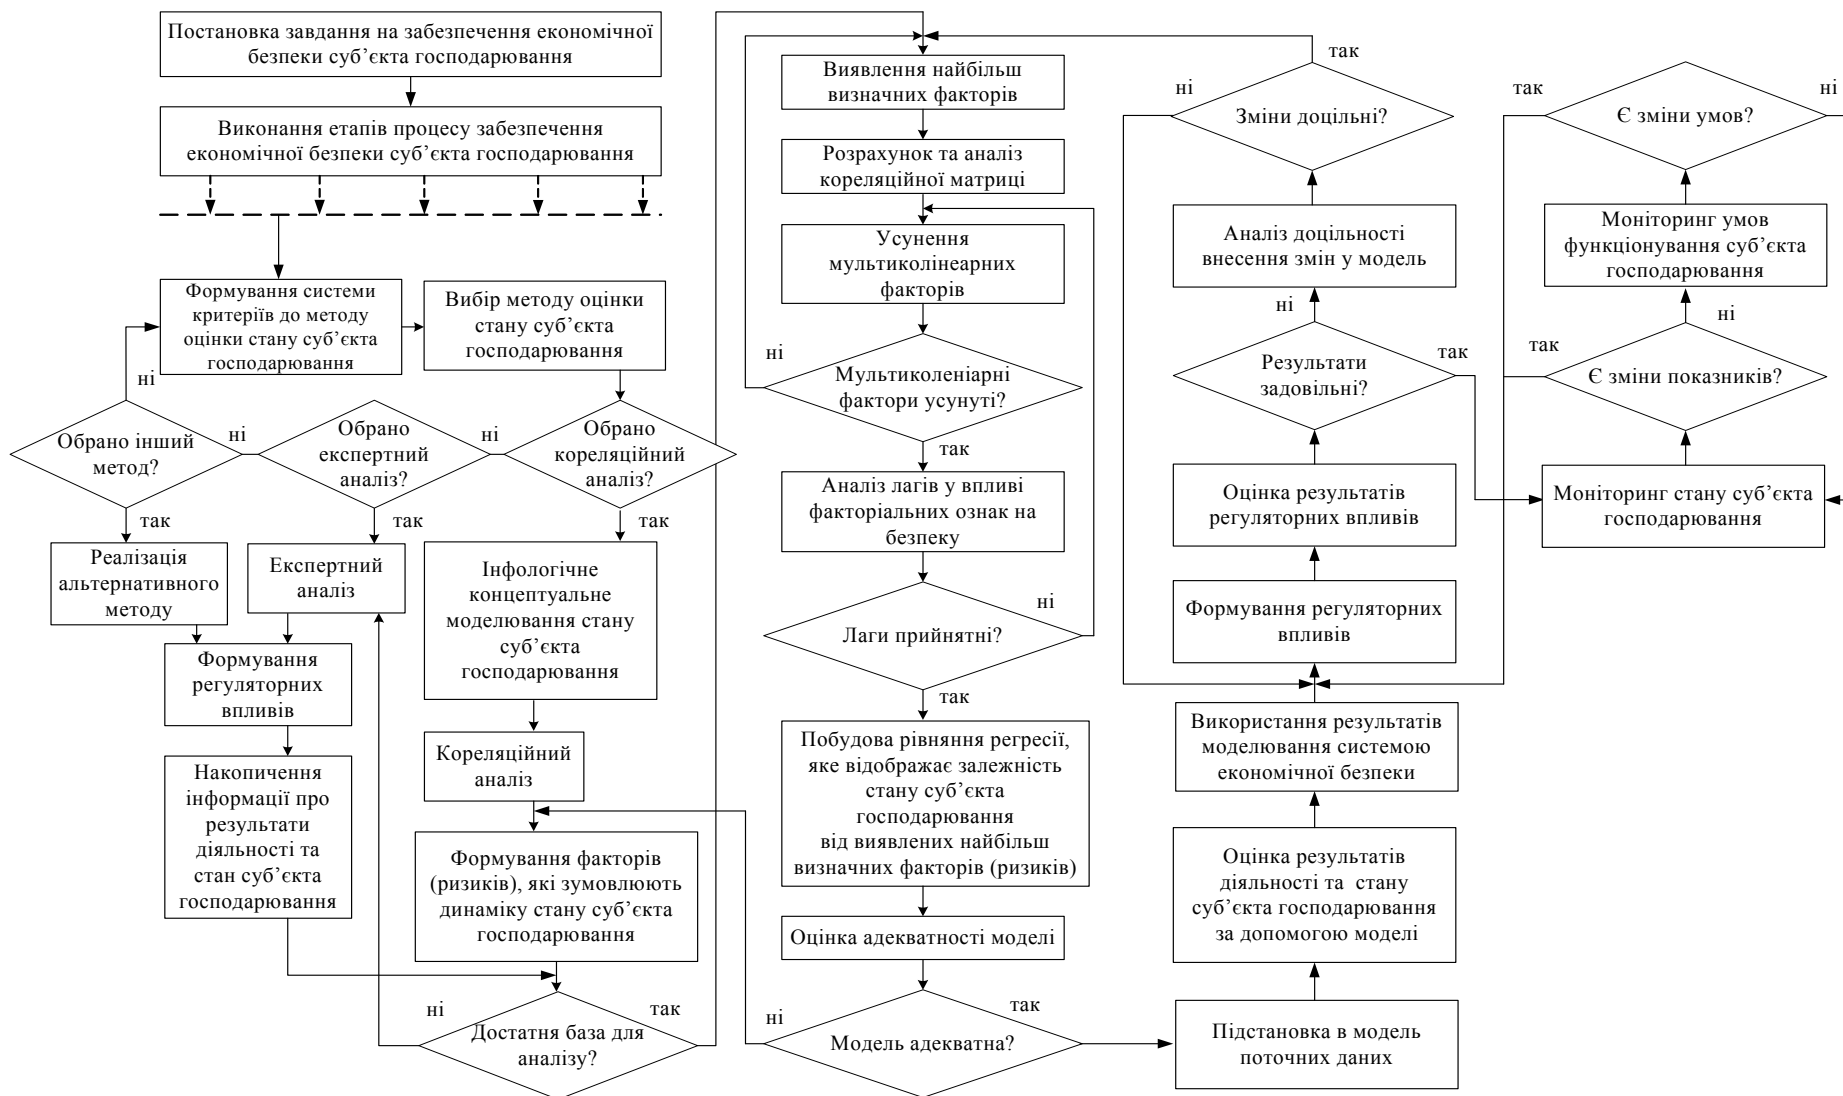 Постановка завдання на забезпечення економічної
безпеки суб’єкта господарювання
Виконання етапів процесу забезпечення
економічної безпеки суб’єкта господарювання
Формування системи
критеріїв до методу
оцінки стану суб’єкта
господарювання
Вибір методу оцінки
стану суб’єкта
господарювання
ні
Обрано інший
метод?
ні
Обрано
експертний
аналіз?
ні
Обрано
кореляційний
аналіз?
так
так
так
Реалізація
альтернативного
методу
Експертний
аналіз
Інфологічне
концептуальне
моделювання стану
суб’єкта
господарювання
Формування
регуляторних
впливів
Кореляційний
аналіз
Накопичення
інформації про
результати
діяльності та
стан суб’єкта
господарювання
Формування факторів
(ризиків), які зумовлюють
динаміку стану суб’єкта
господарювання
ні
так
Достатня база для
аналізу?
Виявлення найбільш
визначних факторів
Розрахунок та аналіз
кореляційної матриці
Усунення
мультиколінеарних
факторів
ні
Мультиколеніарні
фактори усунуті?
так
Аналіз лагів у впливі
факторіальних ознак на
безпеку
ні
Лаги прийнятні?
так
Побудова рівняння регресії,
яке відображає залежність
стану суб’єкта
господарювання
від виявлених найбільш
визначних факторів (ризиків)
Оцінка адекватності моделі
ні
так
Модель адекватна?
так
ні
Зміни доцільні?
Аналіз доцільності
внесення змін у модель
ні
Результати
задовільні?
так
Оцінка результатів
регуляторних впливів
Формування регуляторних
впливів
Використання результатів
моделювання системою
економічної безпеки
Оцінка результатів
діяльності та стану
суб’єкта господарювання
за допомогою моделі
Підстановка в модель
поточних даних
так
ні
Є зміни умов?
Моніторинг умов
функціонування суб’єкта
господарювання
ні
так
Є зміни показників?
Моніторинг стану суб’єкта
господарювання